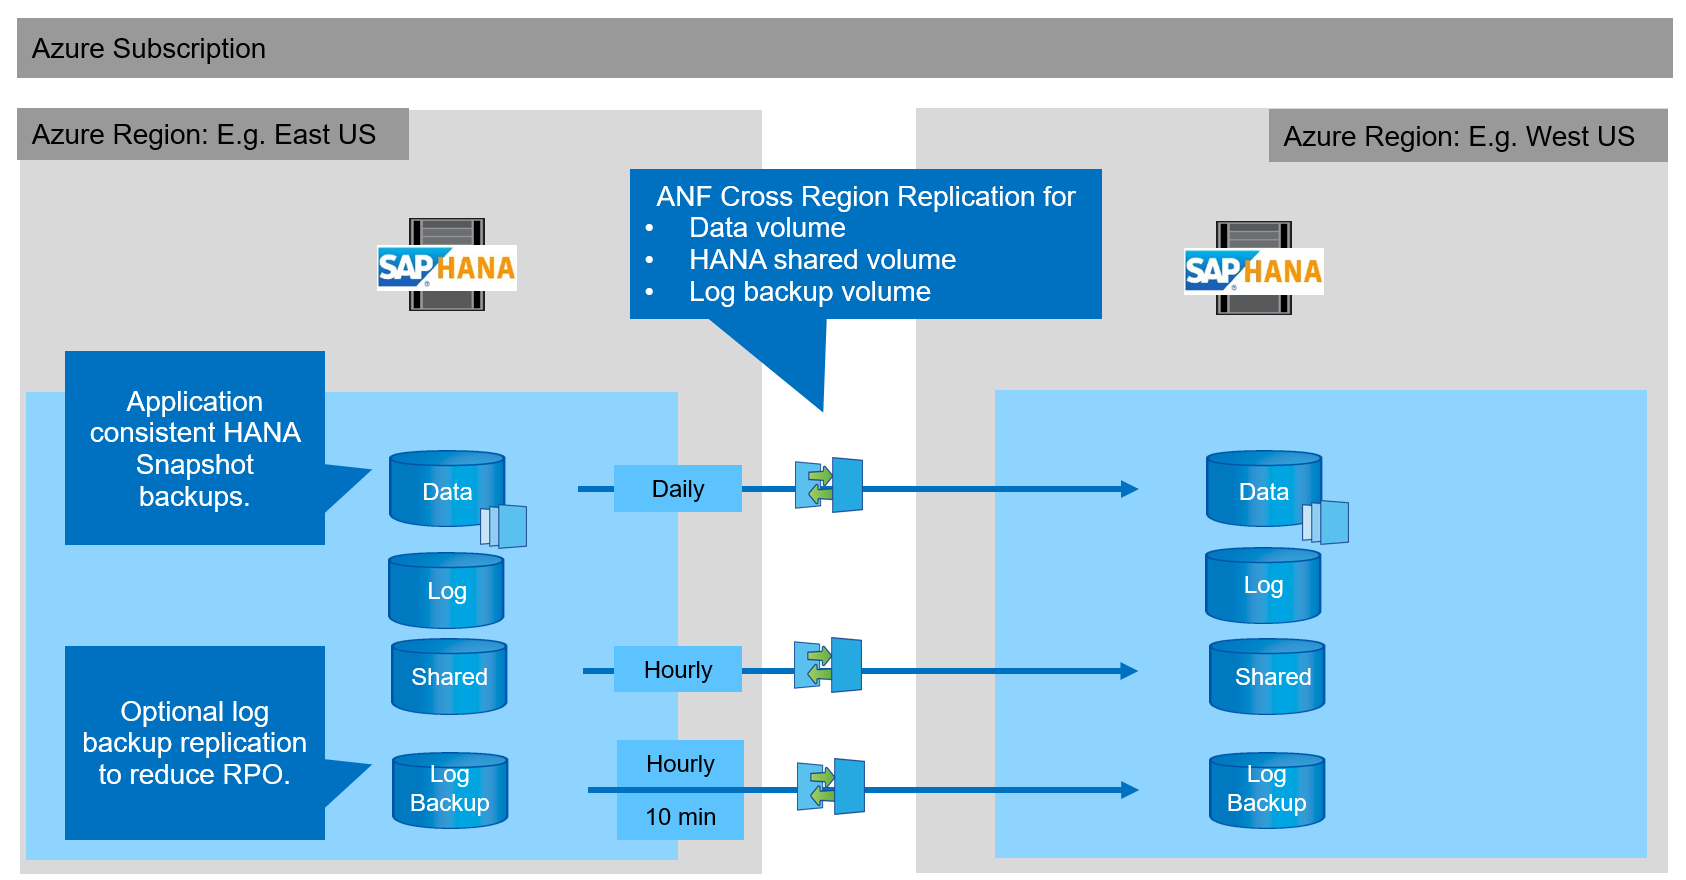 Azure Subscription
Azure Region: E.g. East US
Azure Region: E.g. West US
ANF Cross Region Replication for
• Data volume
• HANA shared volume
• Log backup volume
SAP HANA
®
SAP HANA
®
Application
consistent HANA
Snapshot
backups.
Data
Daily
Data
Log
Log
Shared
Hourly
Shared
Optional log
backup replication
to reduce RPO.
Log
Backup
Hourly
10 min
Log
Backup